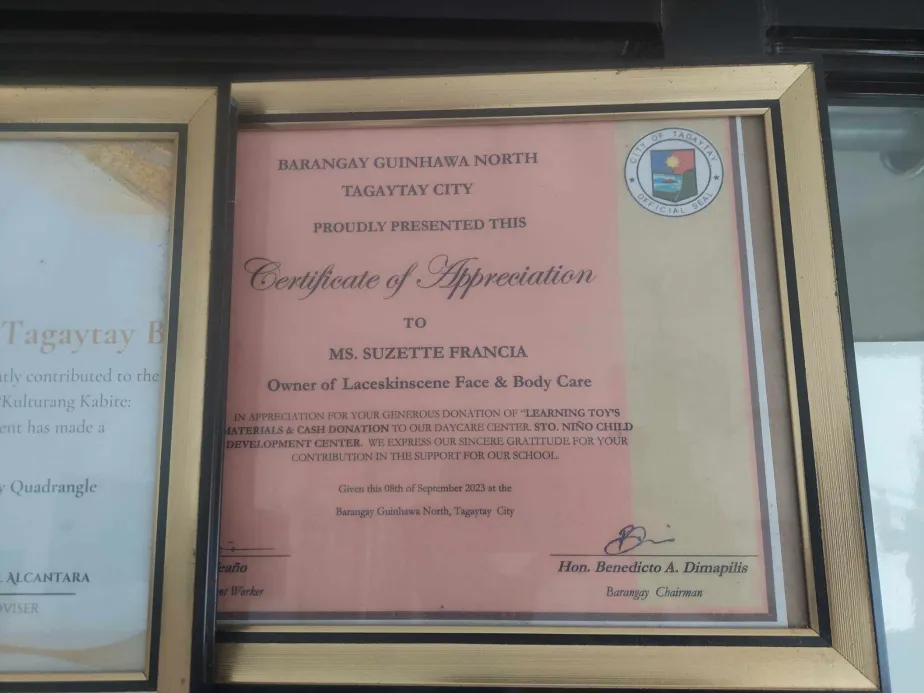 Tagaytay B
tly contributed to the
"Kulturang Kabite:
ent has made a
Quadrangle
ALCANTARA
VISER
BARANGAY GUINHAWA NORTH
TAGAYTAY CITY
PROUDLY PRESENTED THIS
Certificate of Appreciation
TO
MS. SUZETTE FRANCIA
Owner of Laceskinscene Face & Body Care
IN APPRECIATION FOR YOUR GENEROUS DONATION OF "LEARNING TOY'S
MATERIALS & CASH DONATION TO OUR DAYCARE CENTER. STO. NIÑO CHILD
DEVELOPMENT CENTER. WE EXPRESS OUR SINCERE GRATITUDE FOR YOUR
CONTRIBUTION IN THE SUPPORT FOR OUR SCHOOL.
Given this 08th of September 2023 at the
Barangay Guinhawa North, Tagaytay City
Worker
Hon. Benedicto A. Dimapilis
Barangay Chairman
CITY OF TAGAYTAY
OFFICIAL SEAL